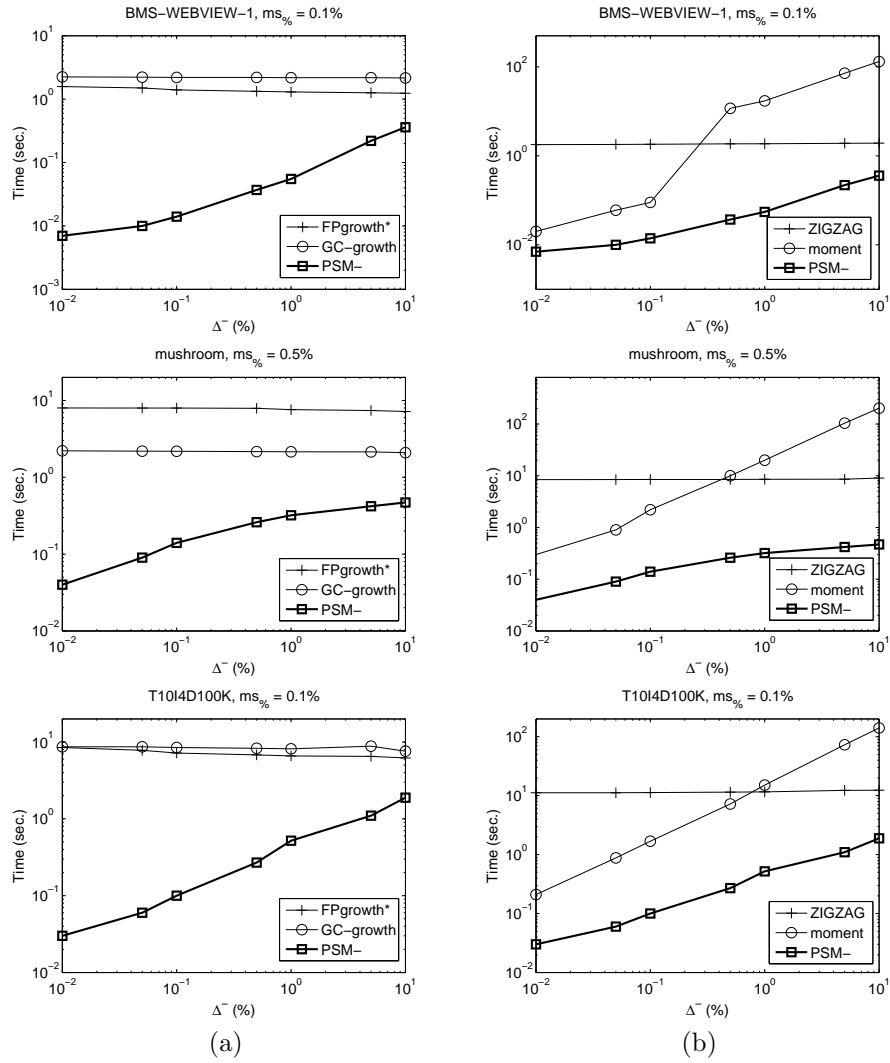 BMS-WEBVIEW-1, ms% = 0.1%
10^1
10^0
10^-1
10^-2
10^-3
Time (sec.)
FPgrowth*
GC-growth
PSM-
10^-2 10^-1 10^0 10^1
Δ^- (%)
BMS-WEBVIEW-1, ms% = 0.1%
10^2
10^0
10^-2
Time (sec.)
ZIGZAG
moment
PSM-
10^-2 10^-1 10^0 10^1
Δ^- (%)
mushroom, ms% = 0.5%
10^1
10^0
10^-1
10^-2
Time (sec.)
FPgrowth*
GC-growth
PSM-
10^-2 10^-1 10^0 10^1
Δ^- (%)
mushroom, ms% = 0.5%
10^2
10^1
10^0
10^-1
10^-2
Time (sec.)
ZIGZAG
moment
PSM-
10^-2 10^-1 10^0 10^1
Δ^- (%)
T10I4D100K, ms% = 0.1%
10^1
10^0
10^-1
10^-2
Time (sec.)
FPgrowth*
GC-growth
PSM-
10^-2 10^-1 10^0 10^1
Δ^- (%)
(a)
T10I4D100K, ms% = 0.1%
10^2
10^1
10^0
10^-1
10^-2
Time (sec.)
ZIGZAG
moment
PSM-
10^-2 10^-1 10^0 10^1
Δ^- (%)
(b)